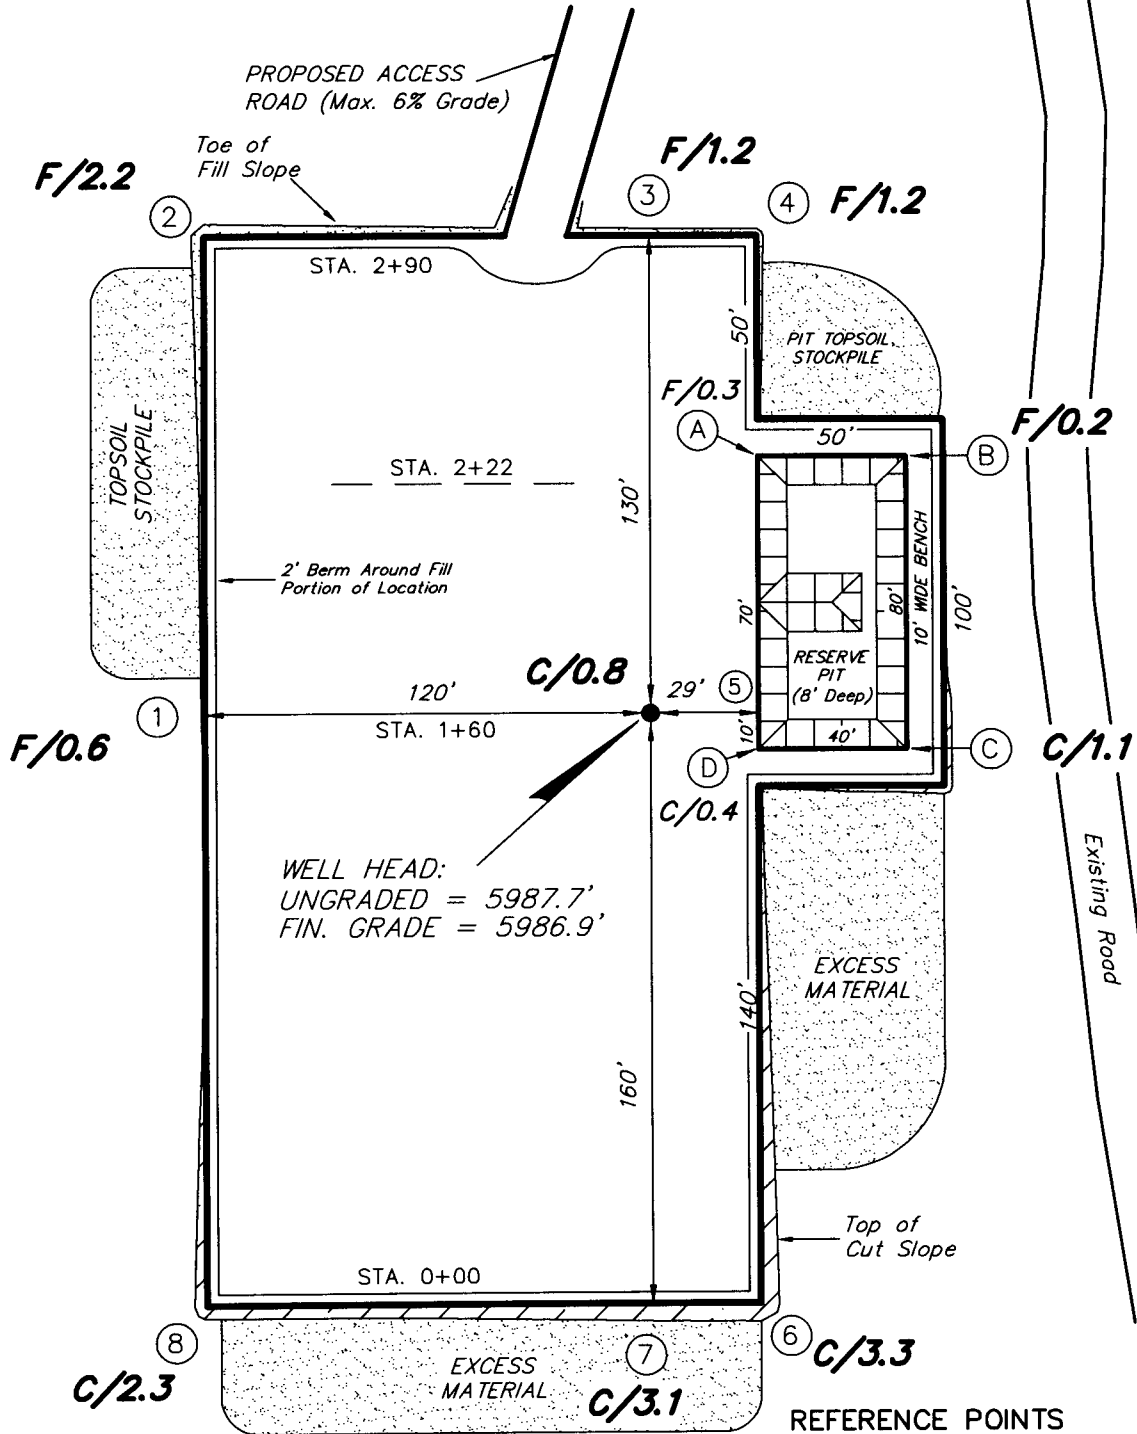 PROPOSED ACCESS
ROAD (Max. 6% Grade)
Toe of
Fill Slope
F/2.2
2
F/1.2
3
4
F/1.2
STA. 2+90
50'
PIT TOPSOIL
STOCKPILE
F/0.3
A
50'
F/0.2
B
TOPSOIL
STOCKPILE
STA. 2+22
130'
2' Berm Around Fill
Portion of Location
10' WIDE BENCH
100'
80'
70'
RESERVE
PIT
(8' Deep)
C/0.8
120'
29'
5
1
STA. 1+60
10'
40'
F/0.6
D
C
C/1.1
C/0.4
WELL HEAD:
UNGRADED = 5987.7'
FIN. GRADE = 5986.9'
Existing Road
EXCESS
MATERIAL
140'
160'
Top of
Cut Slope
STA. 0+00
8
7
6
C/3.3
C/2.3
EXCESS
MATERIAL
C/3.1
REFERENCE POINTS